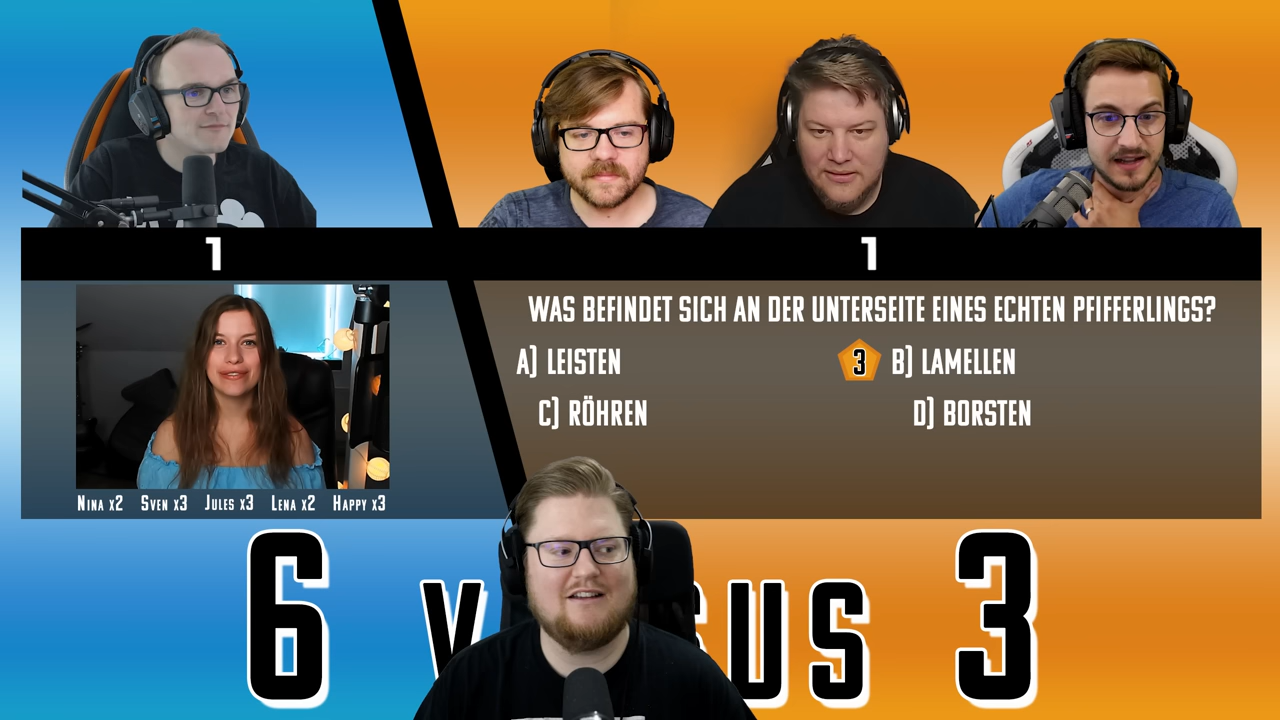 1
1
WAS BEFINDET SICH AN DER UNTERSEITE EINES ECHTEN PFIFFERLINGS?
A) LEISTEN
3 B) LAMELLEN
C) RÖHREN
D) BORSTEN
NINA X2 SVEN X3 JULES X3 LENA X2 HAPPY X3
6
3